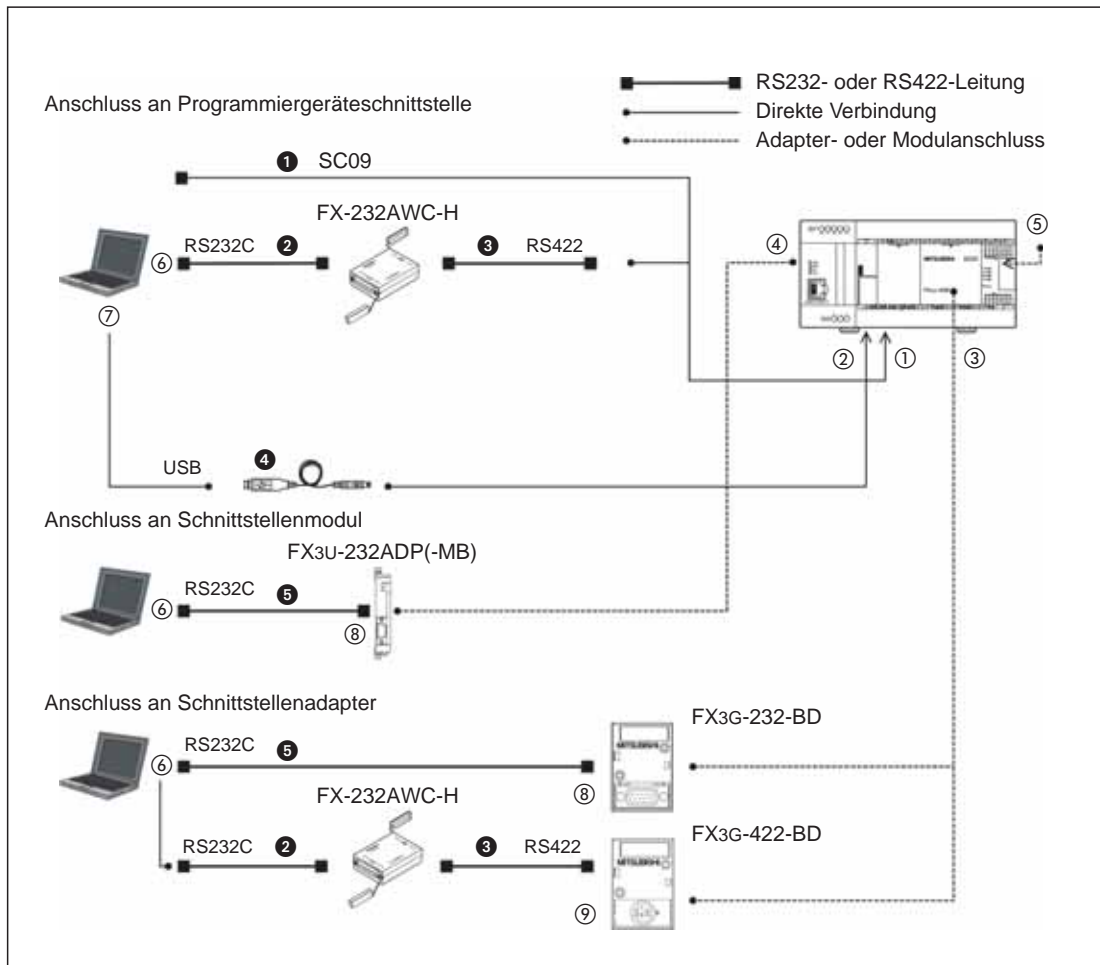 RS232- oder RS422-Leitung
Anschluss an Programmiergeräteschnittstelle
Direkte Verbindung
Adapter- oder Modulanschluss
❶ SC09
FX-232AWC-H
⑤
④
⑥ RS232C ❷ ❸ RS422
MITSUBISHI
⑦
② ① ③
USB ❹
Anschluss an Schnittstellenmodul
FX3U-232ADP(-MB)
RS232C ❺
⑥
⑧
Anschluss an Schnittstellenadapter
FX3G-232-BD
RS232C ❺
⑥
MITSUBISHI
⑧
FX-232AWC-H
FX3G-422-BD
RS232C ❷ ❸ RS422
MITSUBISHI
⑨